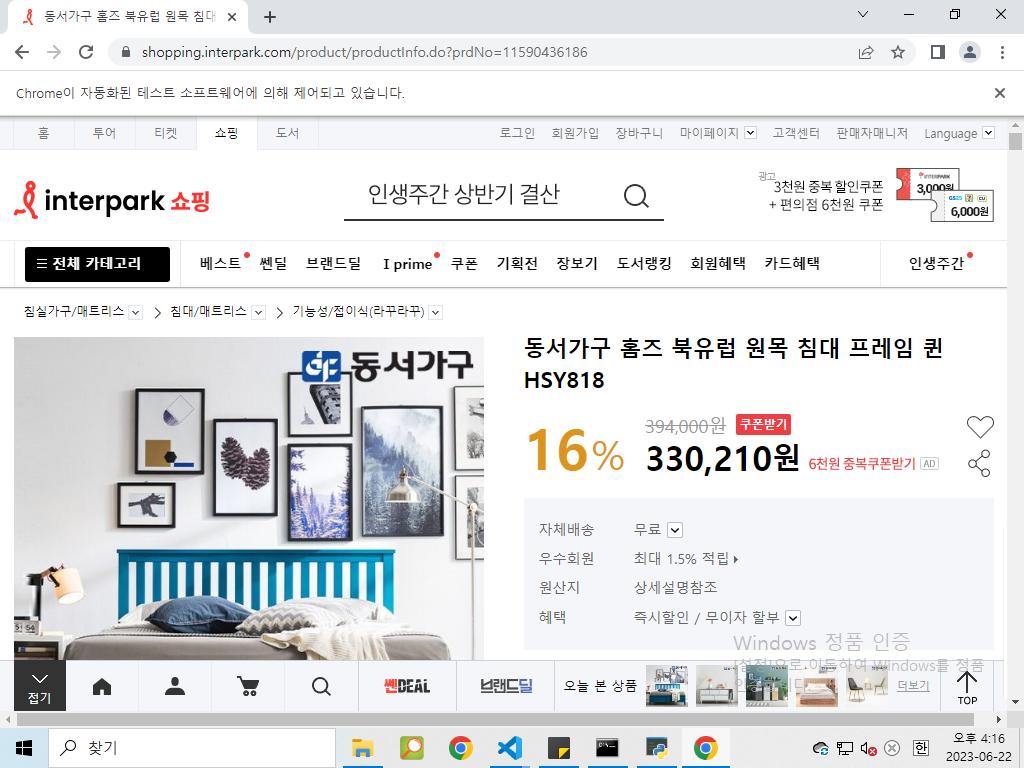 동서가구 홈즈 북유럽 원목 침대
shopping.interpark.com/product/productInfo.do?prdNo=11590436186
Chrome이 자동화된 테스트 소프트웨어에 의해 제어되고 있습니다.
홈 투어 티켓 쇼핑 도서 로그인 회원가입 장바구니 마이페이지 고객센터 판매자매니저 Language
광고
interpark 쇼핑 인생주간 상반기 결산 3천원 중복 할인쿠폰 3,000원
+ 편의점 6천원 쿠폰 6,000원
전체 카테고리 베스트 쎈딜 브랜드딜 I prime 쿠폰 기획전 장보기 도서랭킹 회원혜택 카드혜택 인생주간
침실가구/매트리스 침대/매트리스 기능성/접이식(라꾸라꾸)
동서가구
동서가구 홈즈 북유럽 원목 침대 프레임 퀸
HSY818
394,000원 쿠폰받기
16% 330,210원 6천원 중복쿠폰받기 AD
자체배송 무료
우수회원 최대 1.5% 적립
원산지 상세설명참조
혜택 즉시할인 / 무이자 할부
Windows 정품 인증
[설정]으로 이동하여 Windows를 정품
접기 쎈DEAL 브랜드딜 오늘 본 상품 더보기 TOP
찾기 한 오후 4:16
2023-06-22